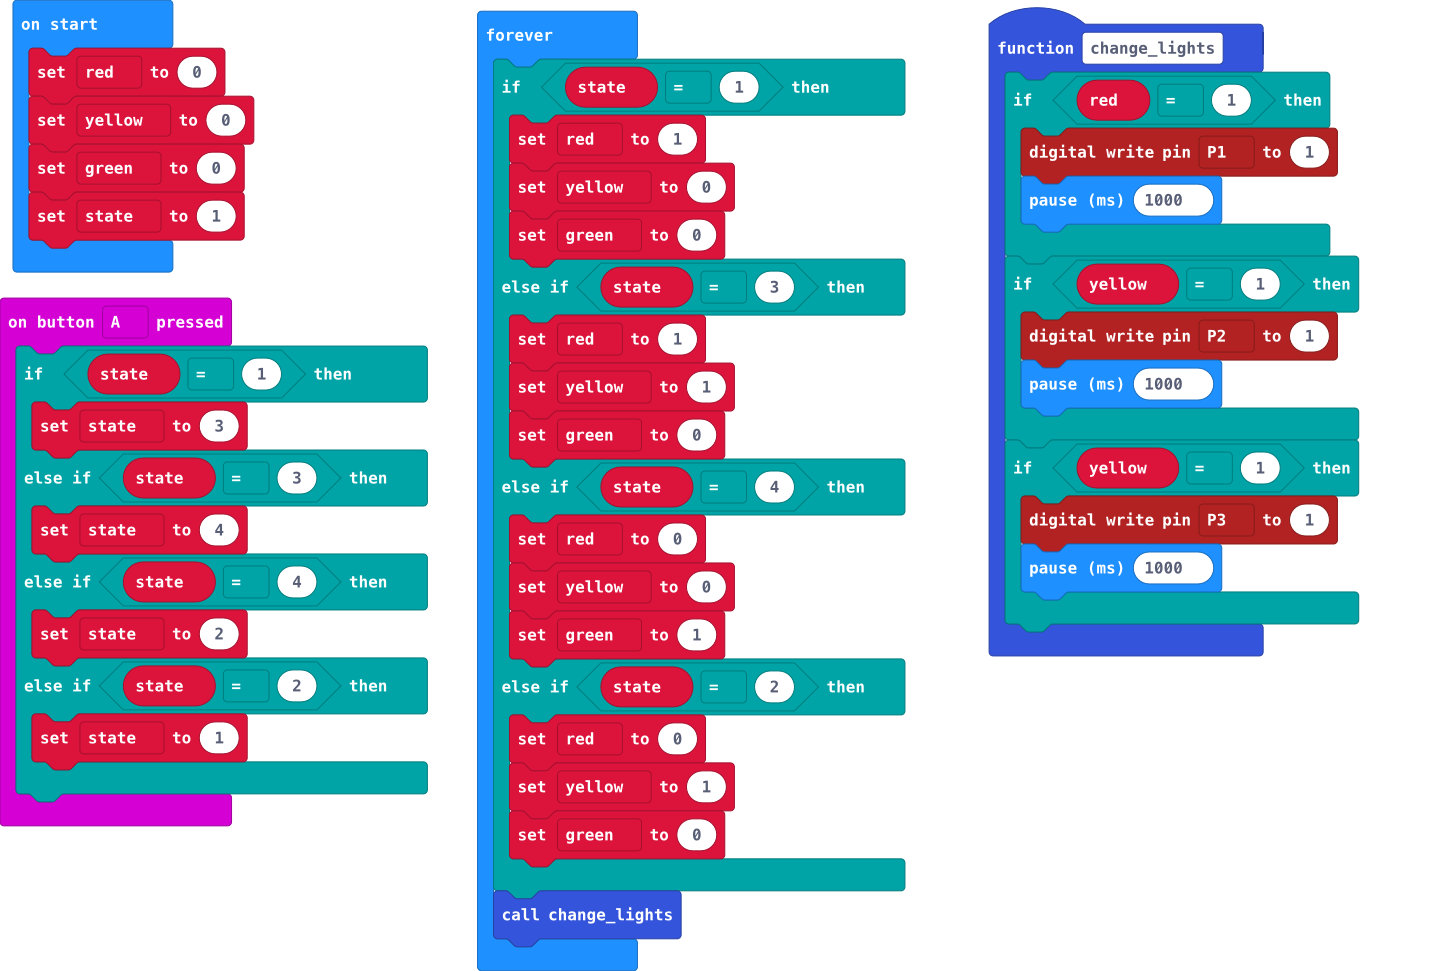 on start
set red to 0
set yellow to 0
set green to 0
set state to 1
on button A pressed
if state = 1 then
set state to 3
else if state = 3 then
set state to 4
else if state = 4 then
set state to 2
else if state = 2 then
set state to 1
forever
if state = 1 then
set red to 1
set yellow to 0
set green to 0
else if state = 3 then
set red to 1
set yellow to 1
set green to 0
else if state = 4 then
set red to 0
set yellow to 0
set green to 1
else if state = 2 then
set red to 0
set yellow to 1
set green to 0
call change_lights
function change_lights
if red = 1 then
digital write pin P1 to 1
pause (ms) 1000
if yellow = 1 then
digital write pin P2 to 1
pause (ms) 1000
if yellow = 1 then
digital write pin P3 to 1
pause (ms) 1000